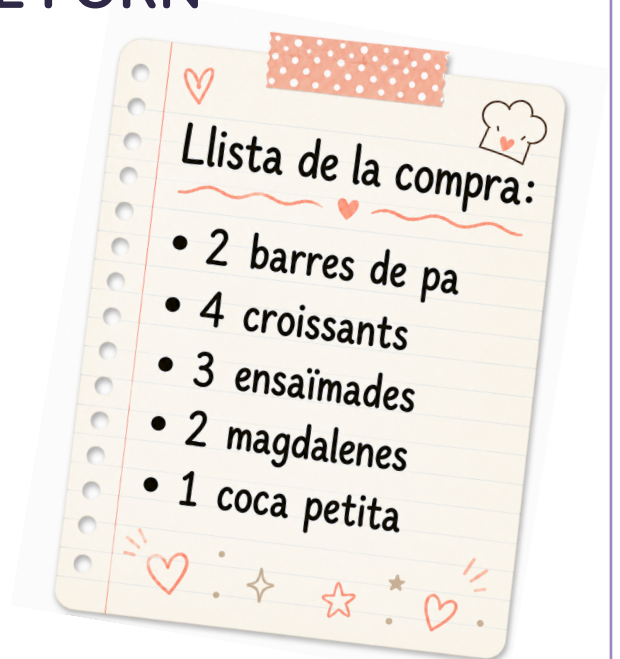 Llista de la compra:
• 2 barres de pa
• 4 croissants
• 3 ensaïmades
• 2 magdalenes
• 1 coca petita